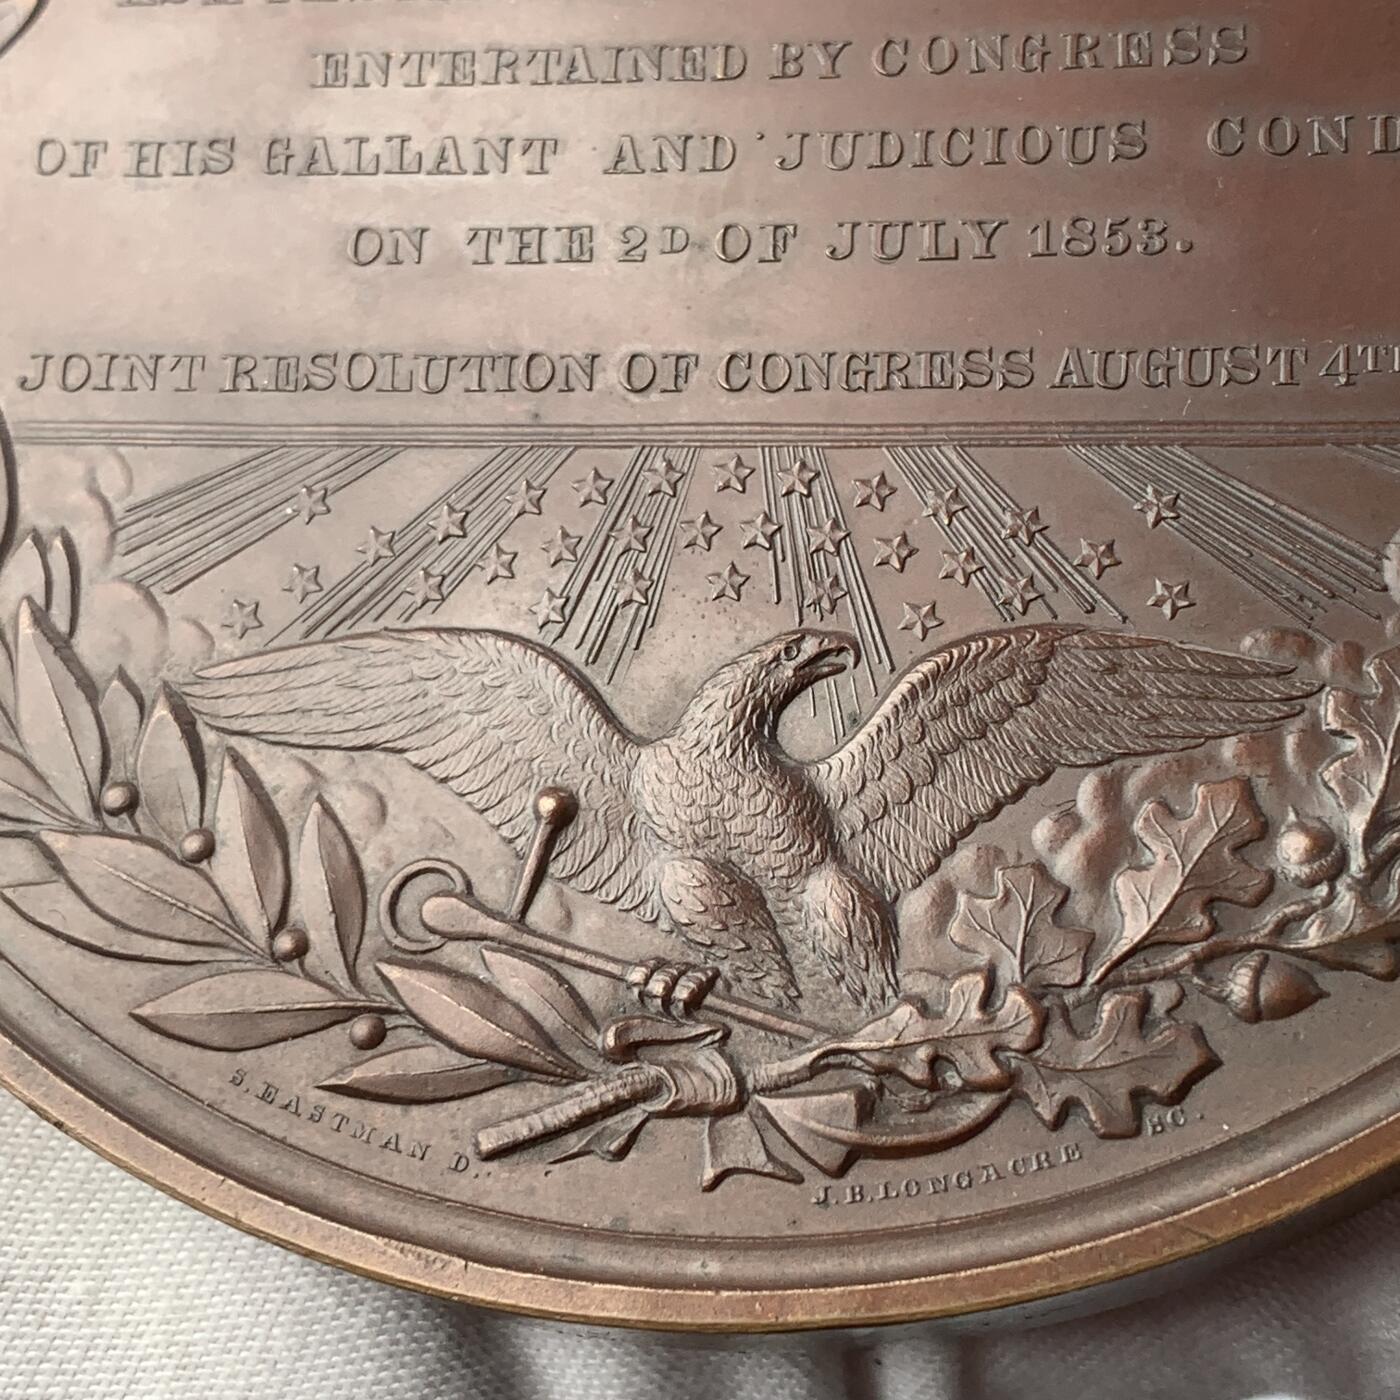 ENTERTAINED BY CONGRESS
OF HIS GALLANT AND JUDICIOUS
ON THE 2D OF JULY 1853.
JOINT RESOLUTION OF CONGRESS AUGUST 4TH
S. EASTMAN D.
J. B. LONGACRE SC.